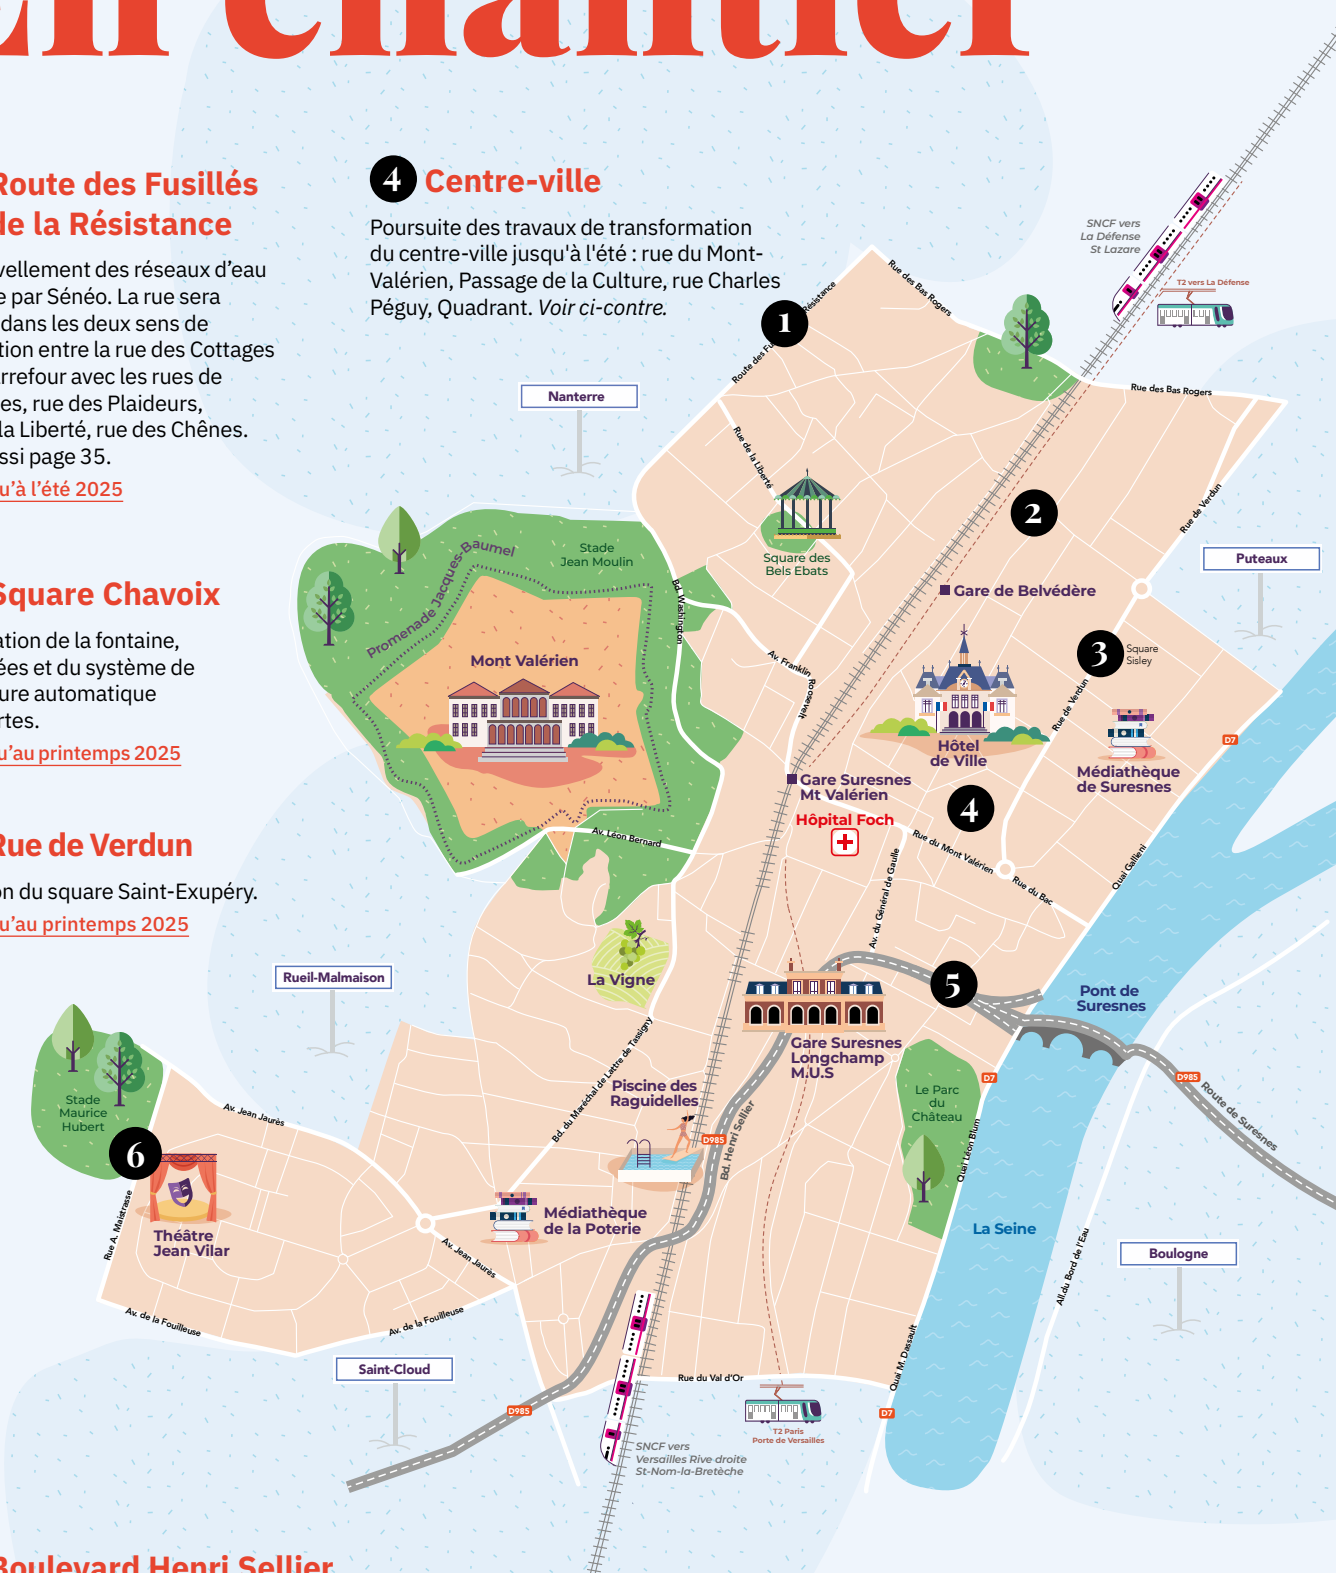 En chantier
Route des Fusillés
de la Résistance
vellement des réseaux d’eau
e par Sénéo. La rue sera
dans les deux sens de
tion entre la rue des Cottages
rrefour avec les rues de
es, rue des Plaideurs,
la Liberté, rue des Chênes.
ssi page 35.
u’à l’été 2025
Square Chavoix
ation de la fontaine,
ées et du système de
ure automatique
rtes.
u’au printemps 2025
Rue de Verdun
on du square Saint-Exupéry.
u’au printemps 2025
Boulevard Henri Sellier
4 Centre-ville
Poursuite des travaux de transformation
du centre-ville jusqu'à l'été : rue du Mont-
Valérien, Passage de la Culture, rue Charles
Péguy, Quadrant. Voir ci-contre.
SNCF vers
La Défense
St Lazare
T2 vers La Défense
Rue des Bas Rogers
Résistance
1
Route des Fu
Rue des Bas Rogers
Nanterre
Rue de la Liberté
Rue de Verdun
2
Square des
Bels Ebats
Stade
Jean Moulin
Promenade Jacques-Baumel
Puteaux
Bd. Washington
Gare de Belvédère
3
Square
Sisley
Mont Valérien
Av. Franklin
Roosevelt
Rue de Verdun
Hôtel
de Ville
D7
Médiathèque
de Suresnes
Gare Suresnes
Mt Valérien
4
Hôpital Foch
Av. Léon Bernard
Rue du Mont Valérien
Av. du Général de Gaulle
Rue du Bac
Quai Gallieni
La Vigne
Rueil-Malmaison
5
Pont de
Suresnes
Gare Suresnes
Longchamp
M.U.S
Bd. du Maréchal de Lattre de Tassigny
Piscine des
Raguidelles
D7
D985
Route de Suresnes
Le Parc
du
Château
Stade
Maurice
Hubert
Av. Jean Jaurès
D985
Bd. Henri Sellier
Quai Léon Blum
6
Rue A. Maistrasse
Théâtre
Jean Vilar
Médiathèque
de la Poterie
La Seine
Av. Jean Jaurès
All.du Bord de l’Eau
Boulogne
Av. de la Fouilleuse
Av. de la Fouilleuse
Saint-Cloud
Quai M. Dassault
Rue du Val d’Or
D985
D7
T2 Paris
Porte de Versailles
SNCF vers
Versailles Rive droite
St-Nom-la-Bretèche